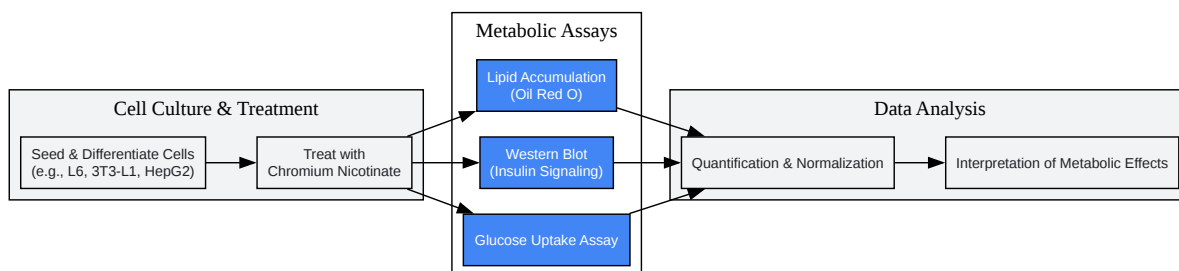 Cell Culture & Treatment
Seed & Differentiate Cells
(e.g., L6, 3T3-L1, HepG2)
Treat with
Chromium Nicotinate
Metabolic Assays
Lipid Accumulation
(Oil Red O)
Western Blot
(Insulin Signaling)
Glucose Uptake Assay
Data Analysis
Quantification & Normalization
Interpretation of Metabolic Effects